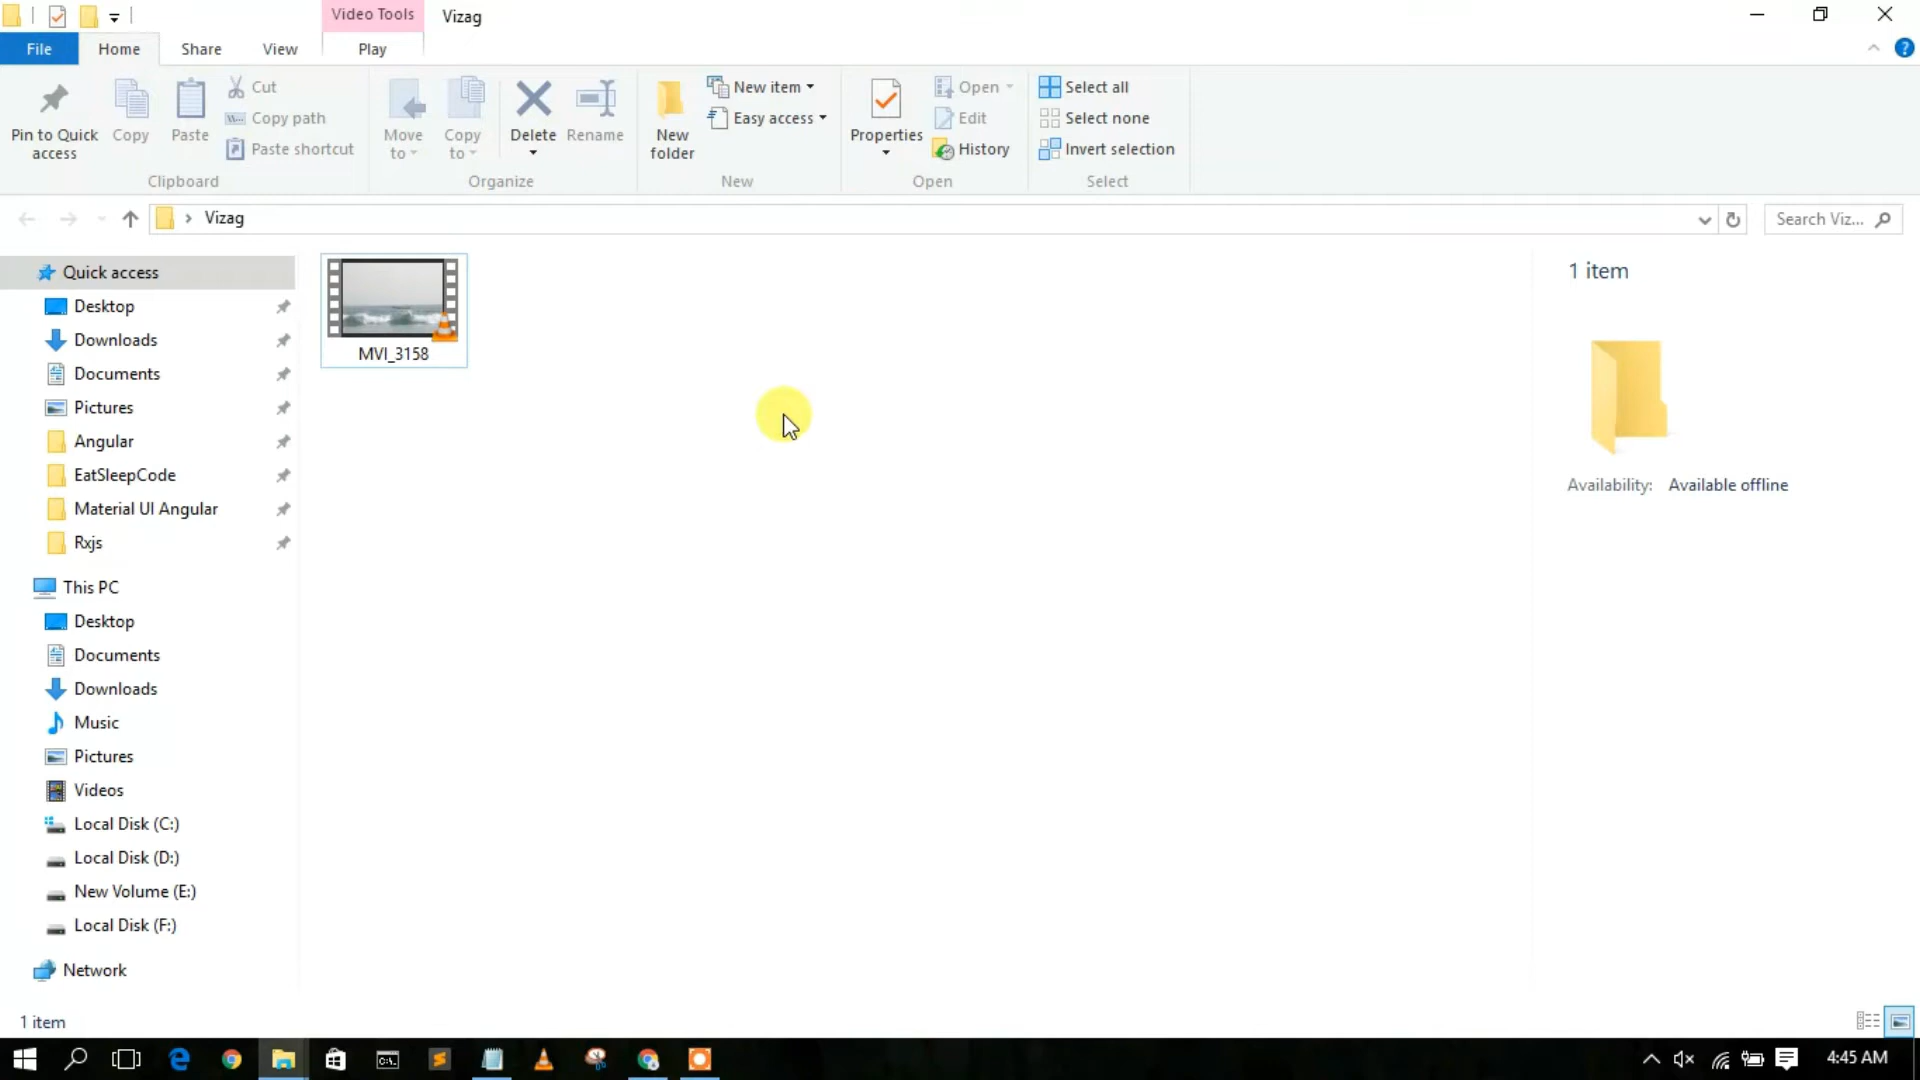 Video Tools
Vizag
File
Home
Share
View
Play
Pin to Quick access
Copy
Paste
Cut
Copy path
Paste shortcut
Clipboard
Move to
Copy to
Delete
Rename
Organize
New folder
New item
Easy access
New
Properties
Open
Edit
History
Open
Select all
Select none
Invert selection
Select
Vizag
Search Viz...
Quick access
Desktop
Downloads
Documents
Pictures
Angular
EatSleepCode
Material UI Angular
Rxjs
This PC
Desktop
Documents
Downloads
Music
Pictures
Videos
Local Disk (C:)
Local Disk (D:)
New Volume (E:)
Local Disk (F:)
Network
MVI_3158
1 item
Availability: Available offline
1 item
4:45 AM